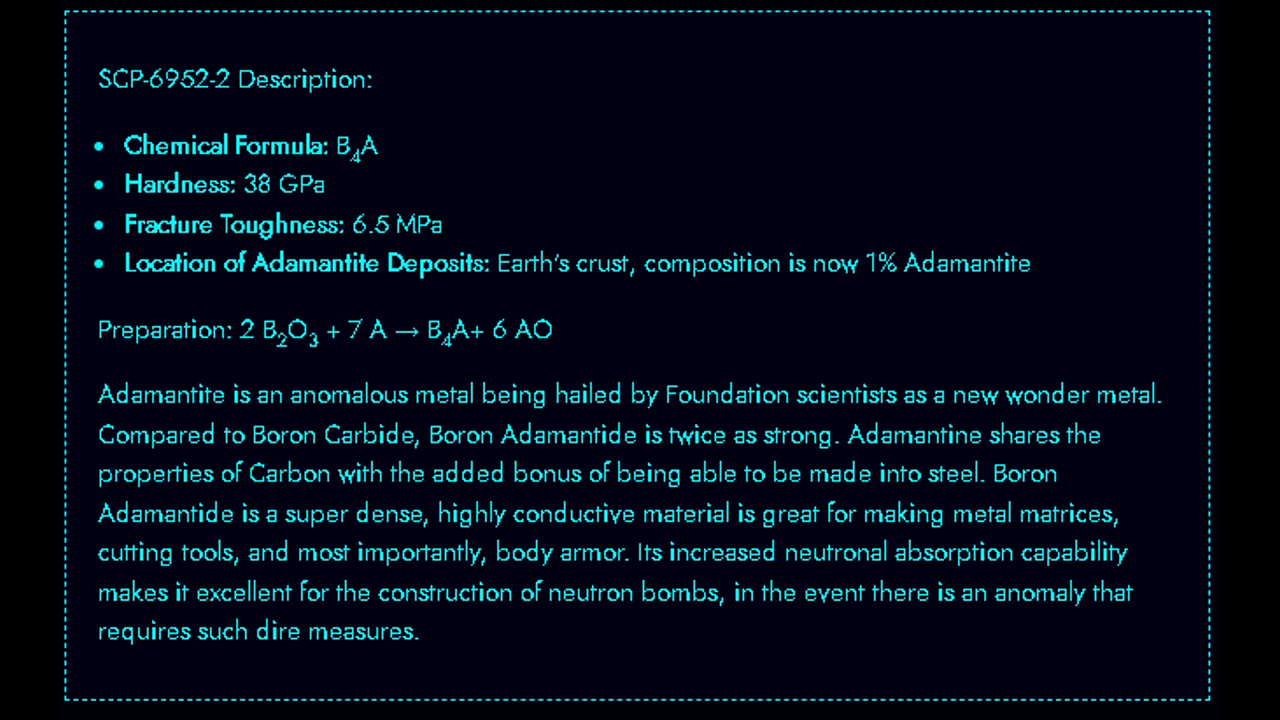 SCP-6952-2 Description:
• Chemical Formula: B₄A
• Hardness: 38 GPa
• Fracture Toughness: 6.5 MPa
• Location of Adamantite Deposits: Earth's crust, composition is now 1% Adamantite
Preparation: 2 B₂O₃ + 7 A → B₄A+ 6 AO
Adamantite is an anomalous metal being hailed by Foundation scientists as a new wonder metal.
Compared to Boron Carbide, Boron Adamantide is twice as strong. Adamantine shares the
properties of Carbon with the added bonus of being able to be made into steel. Boron
Adamantide is a super dense, highly conductive material is great for making metal matrices,
cutting tools, and most importantly, body armor. Its increased neutronal absorption capability
makes it excellent for the construction of neutron bombs, in the event there is an anomaly that
requires such dire measures.